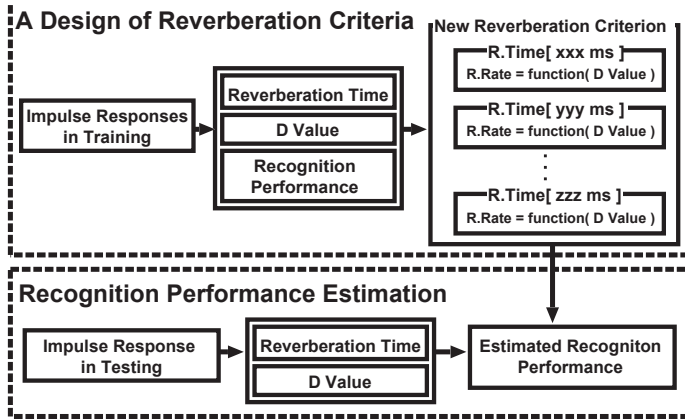 A Design of Reverberation Criteria
Impulse Responses
in Training
Reverberation Time
D Value
Recognition
Performance
New Reverberation Criterion
R.Time[ xxx ms ]
R.Rate = function( D Value )
R.Time[ yyy ms ]
R.Rate = function( D Value )
R.Time[ zzz ms ]
R.Rate = function( D Value )
Recognition Performance Estimation
Impulse Response
in Testing
Reverberation Time
D Value
Estimated Recogniton
Performance